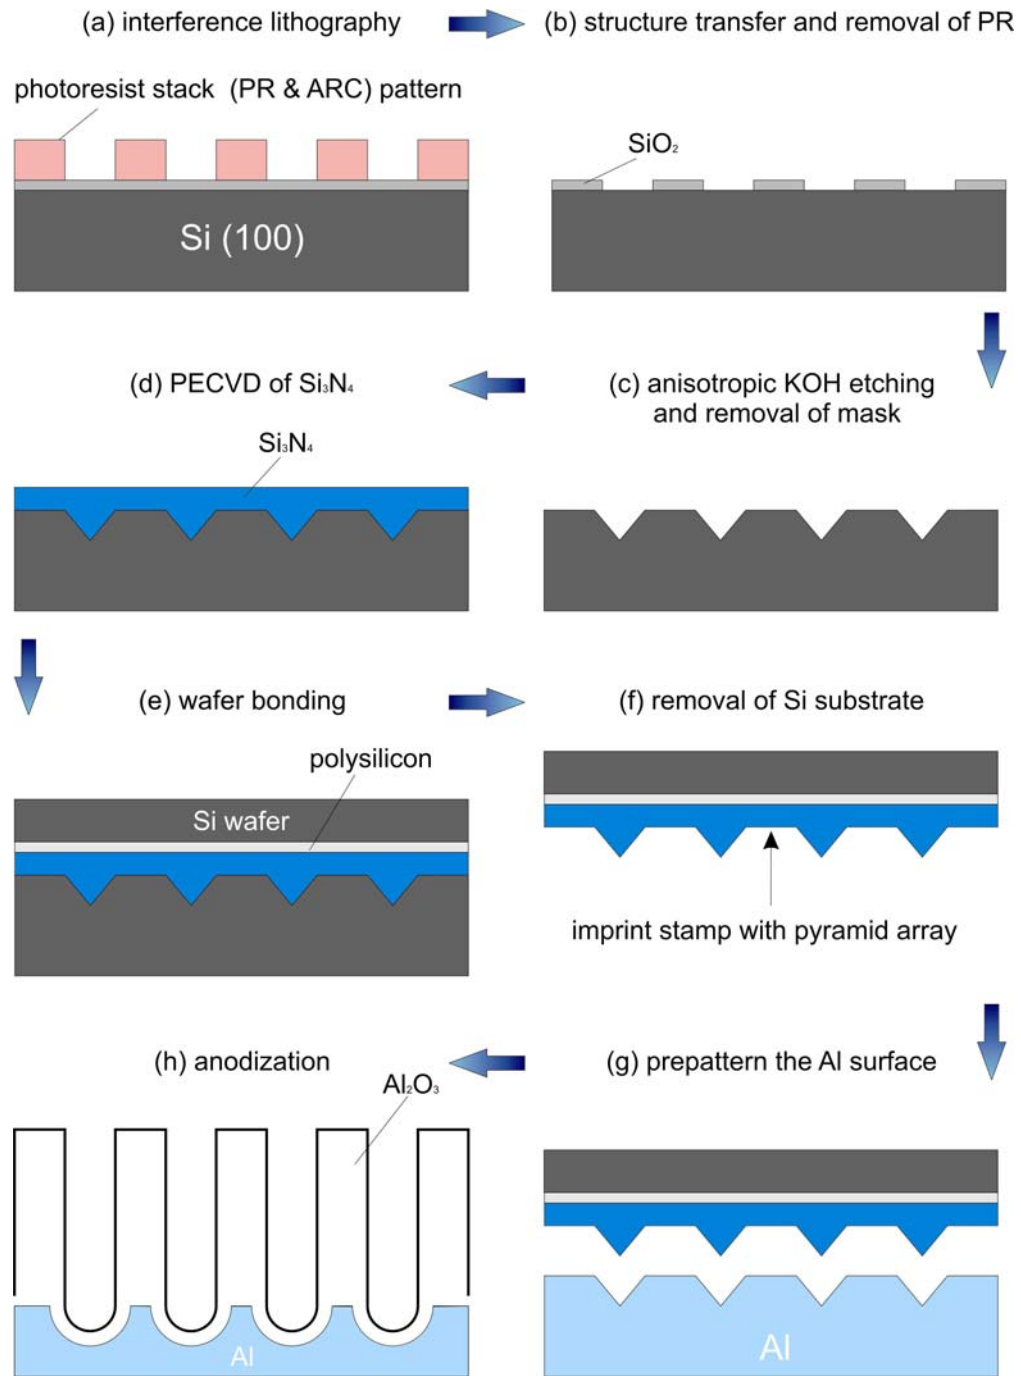 (a) interference lithography
(b) structure transfer and removal of PR
photoresist stack (PR & ARC) pattern
Si (100)
SiO₂
(d) PECVD of Si₃N₄
(c) anisotropic KOH etching
and removal of mask
Si₃N₄
(e) wafer bonding
(f) removal of Si substrate
polysilicon
Si wafer
imprint stamp with pyramid array
(h) anodization
(g) prepattern the Al surface
Al₂O₃
Al
Al